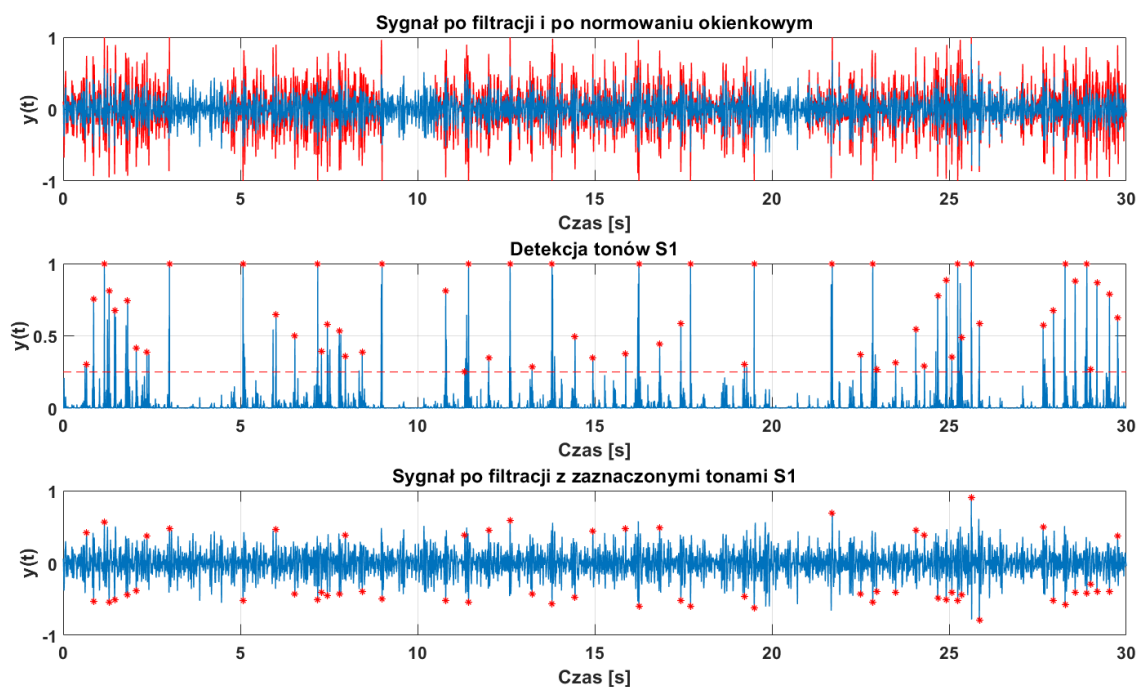 Sygnał po filtracji i po normowaniu okienkowym
y(t)
1
0
-1
0 5 10 15 20 25 30
Czas [s]
Detekcja tonów S1
y(t)
1
0.5
0
0 5 10 15 20 25 30
Czas [s]
Sygnał po filtracji z zaznaczonymi tonami S1
y(t)
1
0
-1
0 5 10 15 20 25 30
Czas [s]